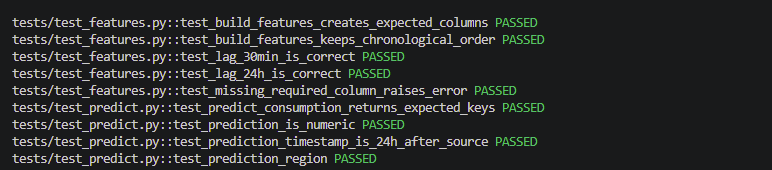 tests/test_features.py::test_build_features_creates_expected_columns PASSED
tests/test_features.py::test_build_features_keeps_chronological_order PASSED
tests/test_features.py::test_lag_30min_is_correct PASSED
tests/test_features.py::test_lag_24h_is_correct PASSED
tests/test_features.py::test_missing_required_column_raises_error PASSED
tests/test_predict.py::test_predict_consumption_returns_expected_keys PASSED
tests/test_predict.py::test_prediction_is_numeric PASSED
tests/test_predict.py::test_prediction_timestamp_is_24h_after_source PASSED
tests/test_predict.py::test_prediction_region PASSED